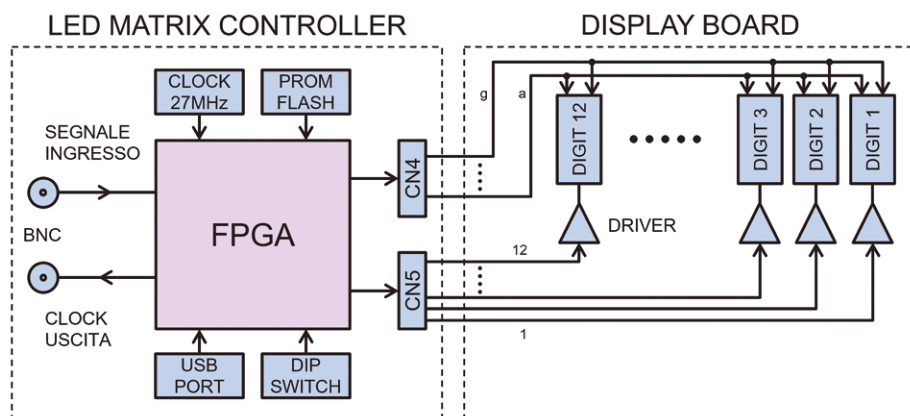 LED MATRIX CONTROLLER
DISPLAY BOARD
CLOCK
27MHz
PROM
FLASH
SEGNALE
INGRESSO
BNC
CLOCK
USCITA
FPGA
USB
PORT
DIP
SWITCH
CN4
CN5
g
a
DIGIT 12
DIGIT 3
DIGIT 2
DIGIT 1
DRIVER
12
1